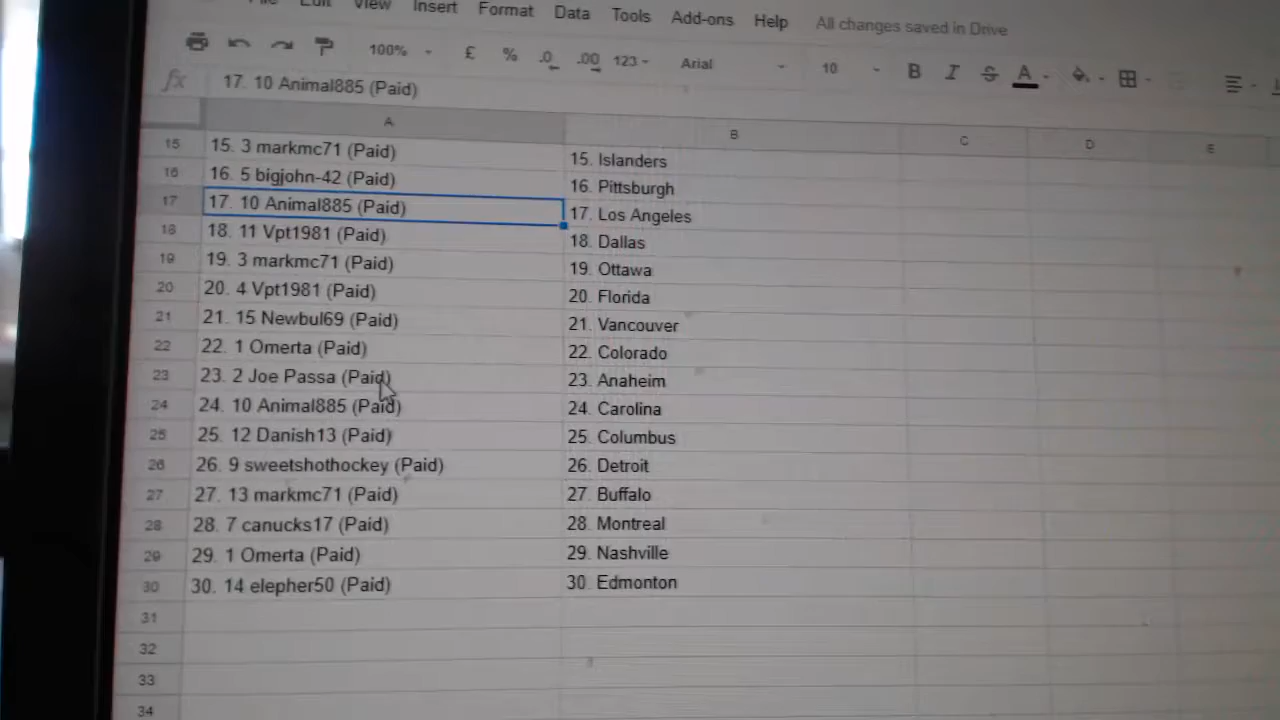 File Edit View Insert Format Data Tools Add-ons Help All changes saved in Drive
100% £ % .0 .00 123 Arial 10 B I S A
fx 17. 10 Animal885 (Paid)
A B C D E
15 15. 3 markmc71 (Paid) 15. Islanders
16 16. 5 bigjohn-42 (Paid) 16. Pittsburgh
17 17. 10 Animal885 (Paid) 17. Los Angeles
18 18. 11 Vpt1981 (Paid) 18. Dallas
19 19. 3 markmc71 (Paid) 19. Ottawa
20 20. 4 Vpt1981 (Paid) 20. Florida
21 21. 15 Newbul69 (Paid) 21. Vancouver
22 22. 1 Omerta (Paid) 22. Colorado
23 23. 2 Joe Passa (Paid) 23. Anaheim
24 24. 10 Animal885 (Paid) 24. Carolina
25 25. 12 Danish13 (Paid) 25. Columbus
26 26. 9 sweetshothockey (Paid) 26. Detroit
27 27. 13 markmc71 (Paid) 27. Buffalo
28 28. 7 canucks17 (Paid) 28. Montreal
29 29. 1 Omerta (Paid) 29. Nashville
30 30. 14 elepher50 (Paid) 30. Edmonton
31
32
33
34